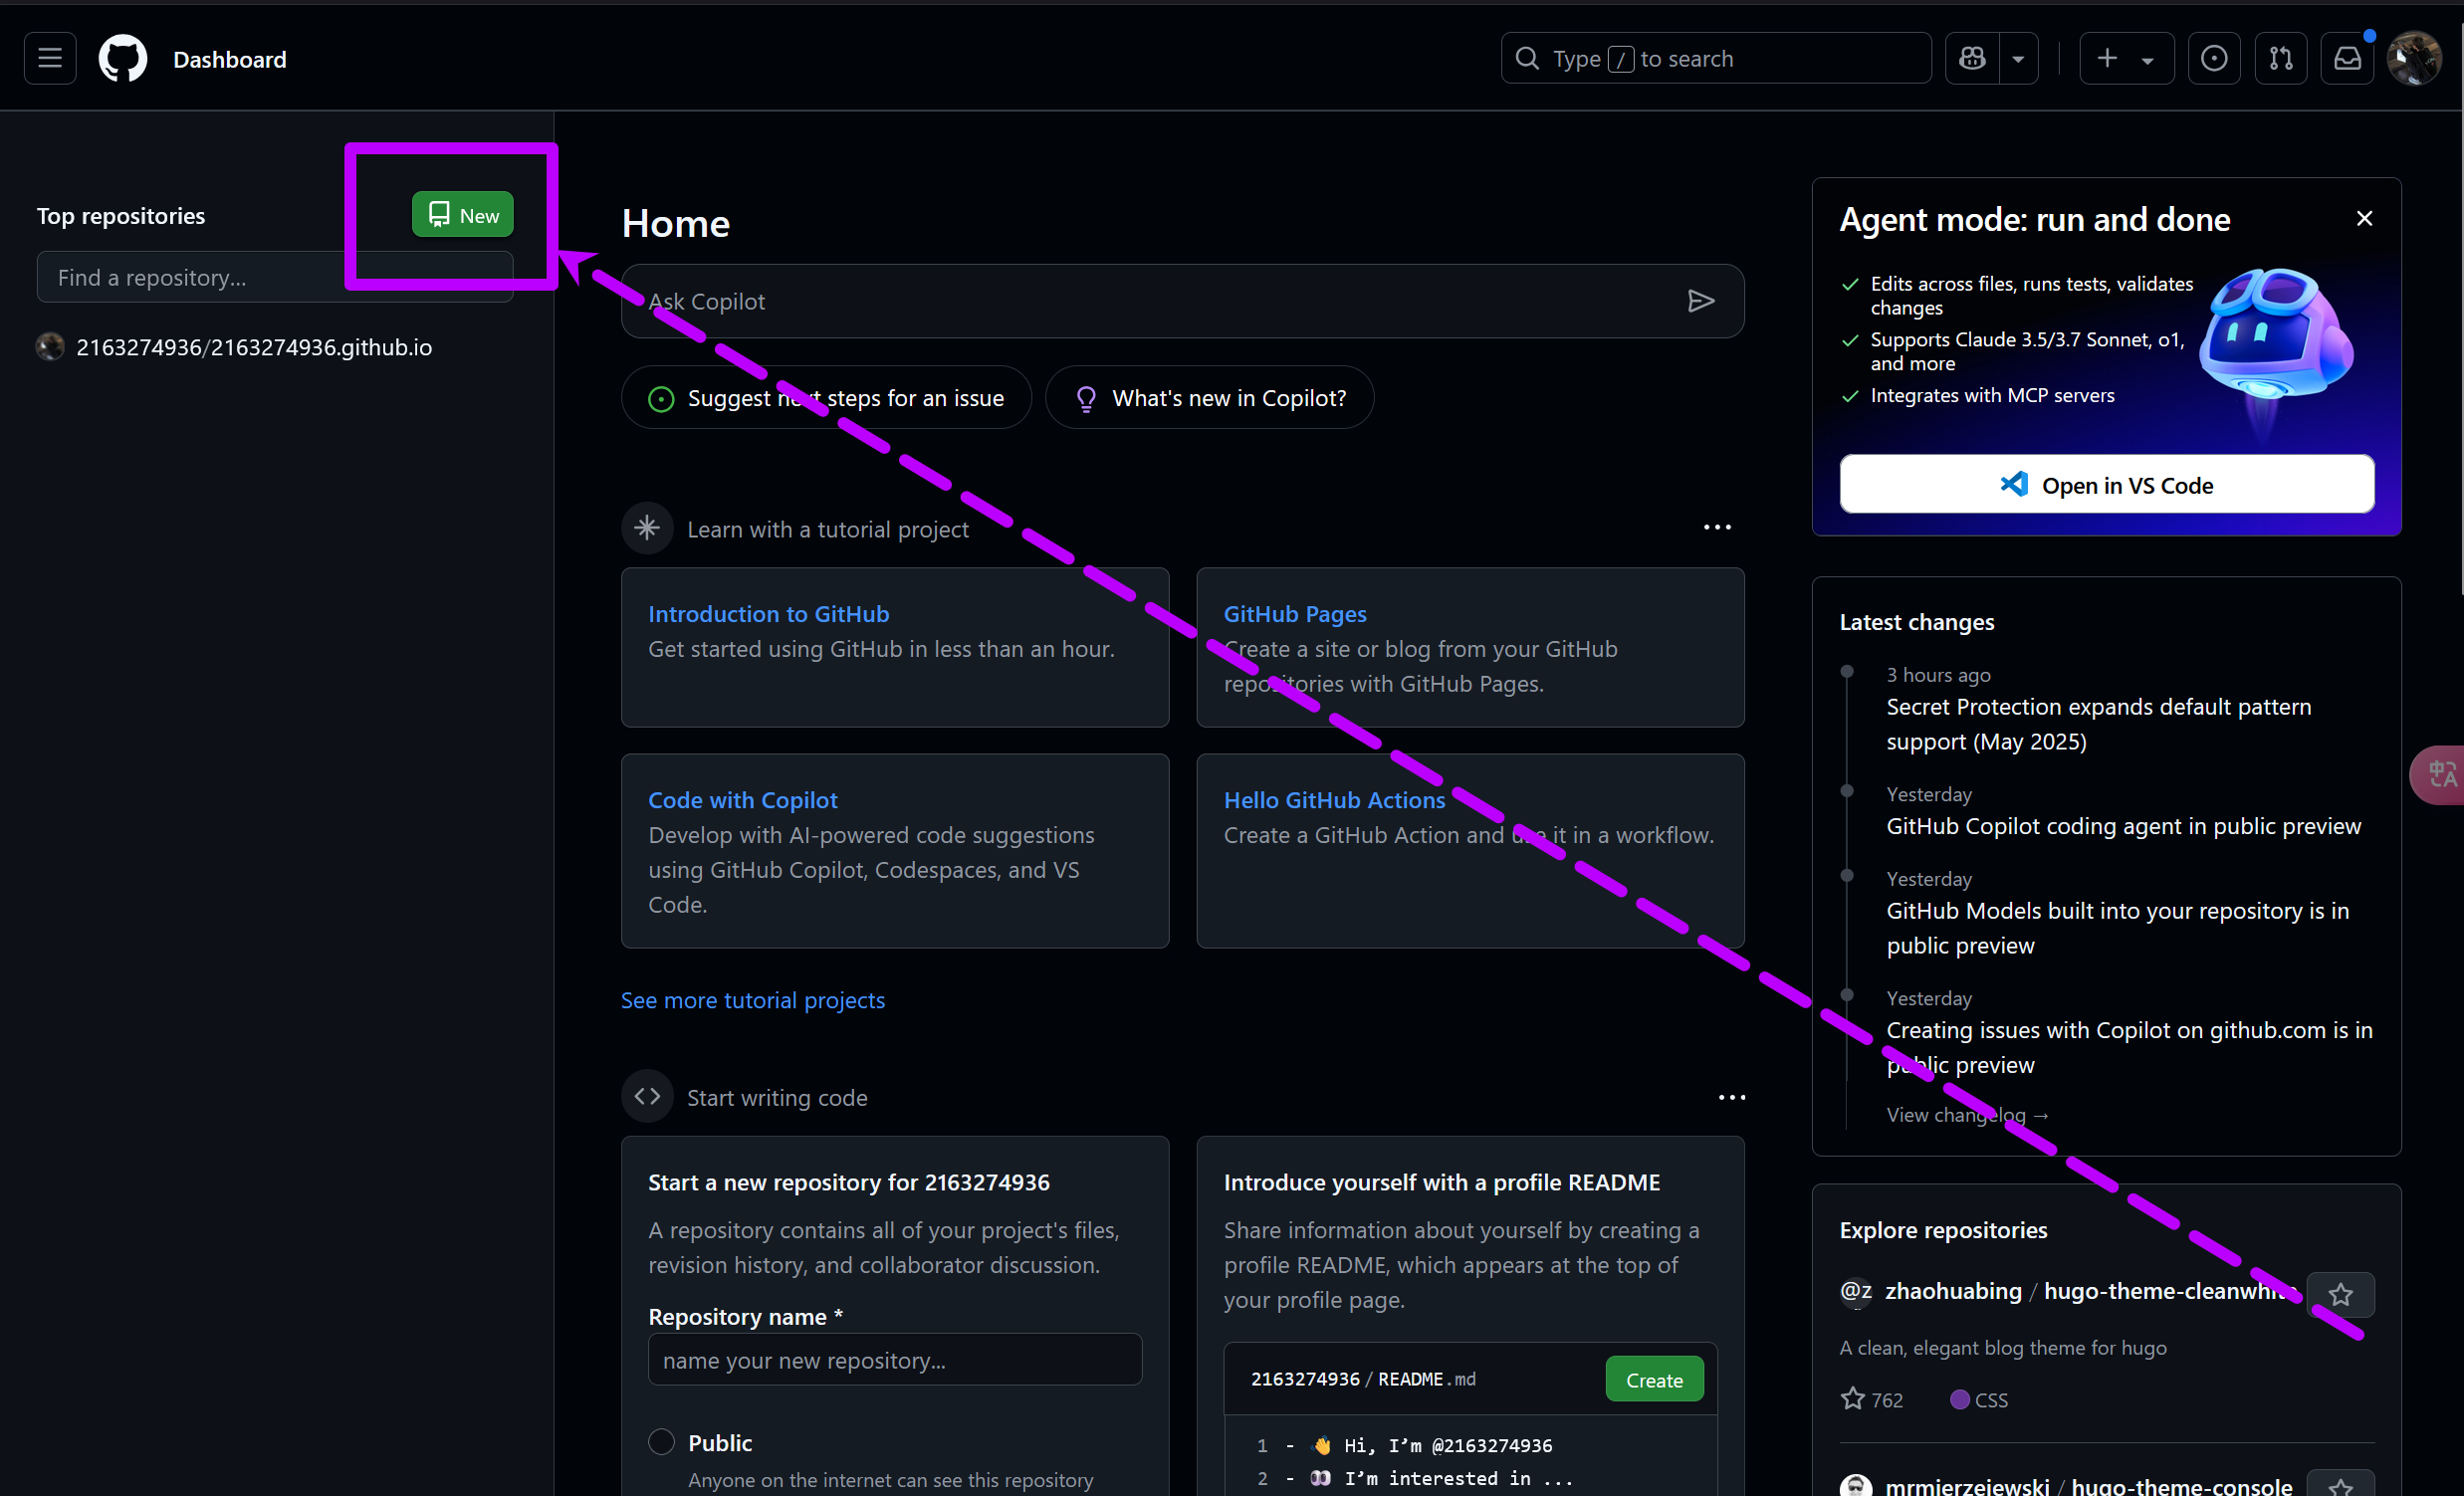 Dashboard
Type / to search
Top repositories
New
Find a repository...
2163274936/2163274936.github.io
Home
Ask Copilot
Suggest next steps for an issue
What's new in Copilot?
Learn with a tutorial project
Introduction to GitHub
Get started using GitHub in less than an hour.
GitHub Pages
Create a site or blog from your GitHub
repositories with GitHub Pages.
Code with Copilot
Develop with AI-powered code suggestions
using GitHub Copilot, Codespaces, and VS
Code.
Hello GitHub Actions
Create a GitHub Action and use it in a workflow.
See more tutorial projects
Start writing code
Start a new repository for 2163274936
A repository contains all of your project's files,
revision history, and collaborator discussion.
Repository name *
name your new repository...
Public
Anyone on the internet can see this repository
Introduce yourself with a profile README
Share information about yourself by creating a
profile README, which appears at the top of
your profile page.
2163274936 / README.md
Create
1 - 👋 Hi, I’m @2163274936
2 - 👀 I’m interested in ...
Agent mode: run and done
Edits across files, runs tests, validates
changes
Supports Claude 3.5/3.7 Sonnet, o1,
and more
Integrates with MCP servers
Open in VS Code
Latest changes
3 hours ago
Secret Protection expands default pattern
support (May 2025)
Yesterday
GitHub Copilot coding agent in public preview
Yesterday
GitHub Models built into your repository is in
public preview
Yesterday
Creating issues with Copilot on github.com is in
public preview
View changelog →
Explore repositories
@z zhaohuabing / hugo-theme-cleanwhite
A clean, elegant blog theme for hugo
762
CSS
mrmierzejewski / hugo-theme-console
中A